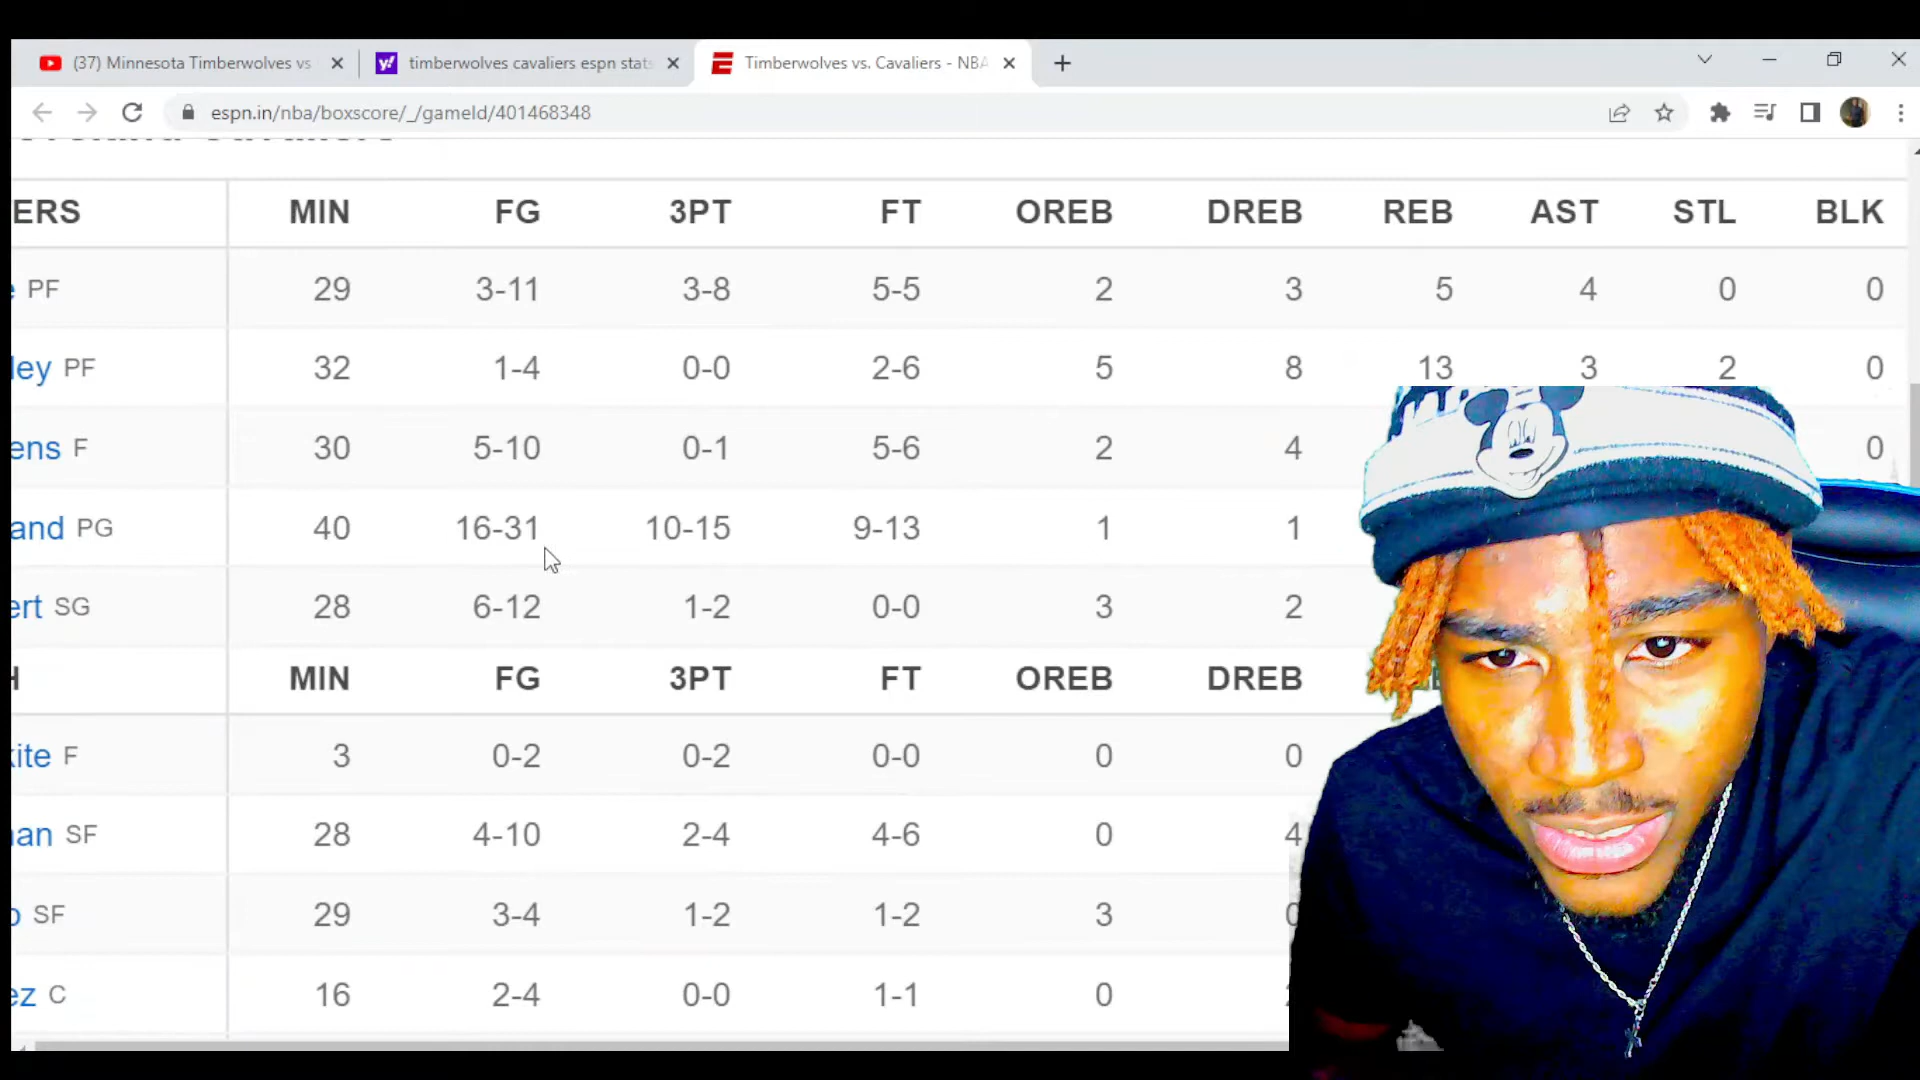 (37) Minnesota Timberwolves vs
timberwolves cavaliers espn stats
Timberwolves vs. Cavaliers - NBA
espn.in/nba/boxscore/_/gameId/401468348
ERS MIN FG 3PT FT OREB DREB REB AST STL BLK
PF 29 3-11 3-8 5-5 2 3 5 4 0 0
ley PF 32 1-4 0-0 2-6 5 8 13 3 2 0
ens F 30 5-10 0-1 5-6 2 4 0
and PG 40 16-31 10-15 9-13 1 1
ert SG 28 6-12 1-2 0-0 3 2
H MIN FG 3PT FT OREB DREB
kite F 3 0-2 0-2 0-0 0 0
nan SF 28 4-10 2-4 4-6 0 4
SF 29 3-4 1-2 1-2 3 0
ez C 16 2-4 0-0 1-1 0